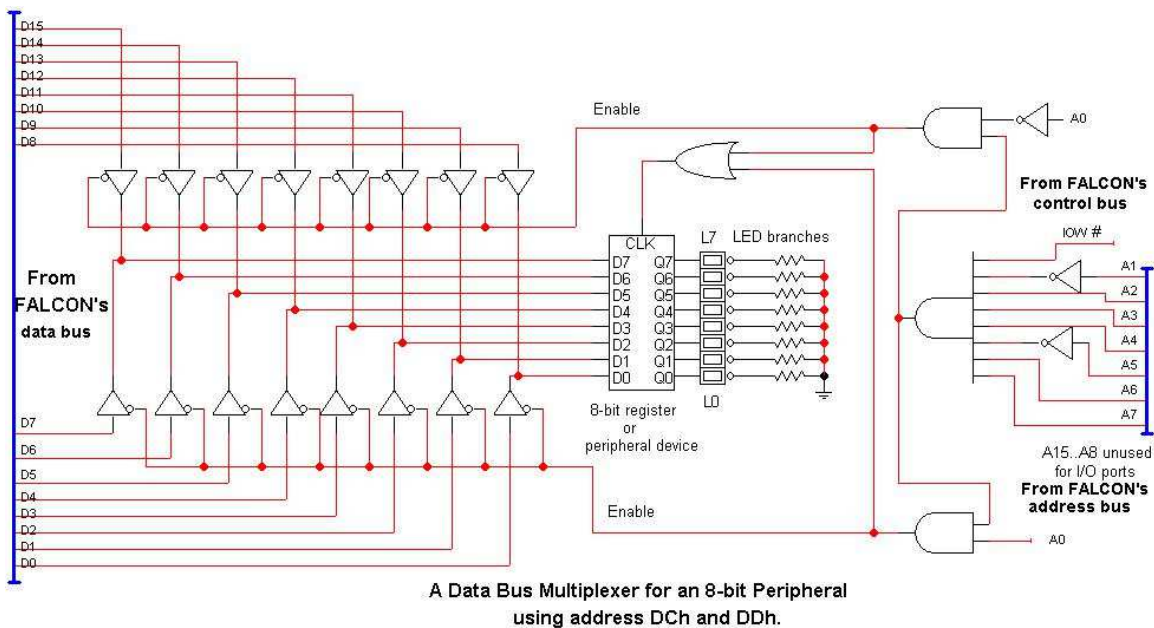 D15
D14
D13
D12
D11
D10
D9
D8
Enable
A0
From FALCON's
control bus
IOW #
CLK
L7
LED branches
D7
D6
D5
D4
D3
D2
D1
D0
Q7
Q6
Q5
Q4
Q3
Q2
Q1
Q0
L0
From
FALCON's
data bus
A1
A2
A3
A4
A5
A6
A7
8-bit register
or
peripheral device
D7
D6
D5
D4
D3
D2
D1
D0
A15..A8 unused
for I/O ports
From FALCON's
address bus
Enable
A0
A Data Bus Multiplexer for an 8-bit Peripheral
using address DCh and DDh.